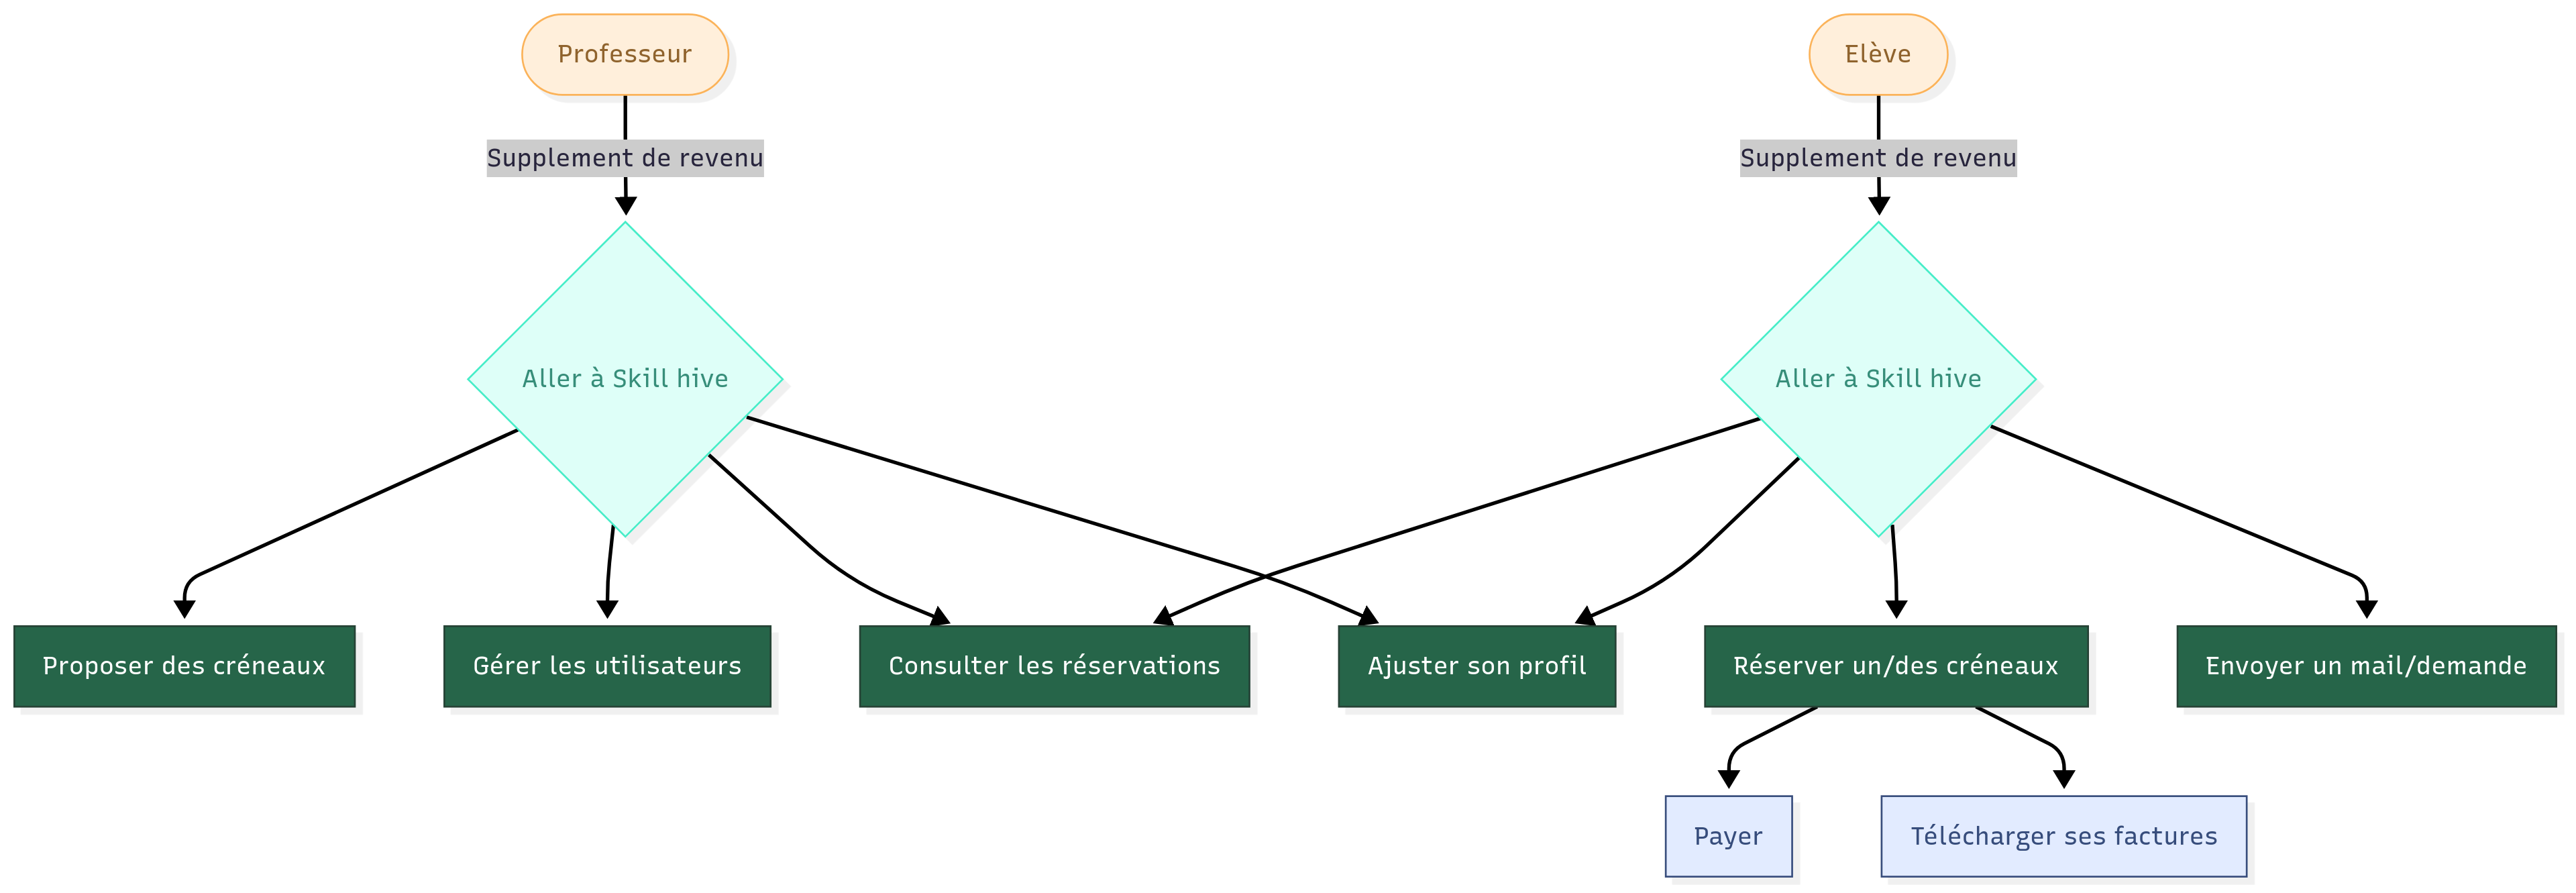 Professeur
Elève
Supplement de revenu
Supplement de revenu
Aller à Skill hive
Aller à Skill hive
Proposer des créneaux
Gérer les utilisateurs
Consulter les réservations
Ajuster son profil
Réserver un/des créneaux
Envoyer un mail/demande
Payer
Télécharger ses factures